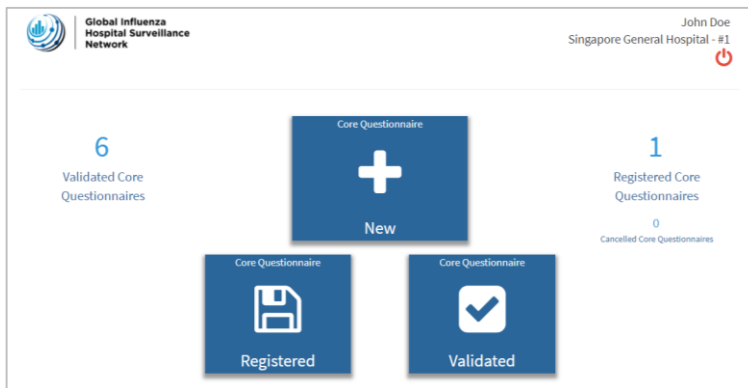 Global Influenza
Hospital Surveillance
Network
John Doe
Singapore General Hospital - #1
6
Validated Core
Questionnaires
Core Questionnaire
New
1
Registered Core
Questionnaires
0
Cancelled Core Questionnaires
Core Questionnaire
Registered
Core Questionnaire
Validated